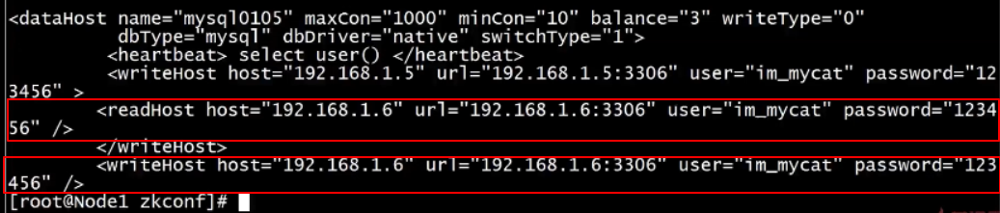 <dataHost name="mysql0105" maxCon="1000" minCon="10" balance="3" writeType="0"
dbType="mysql" dbDriver="native" switchType="1">
<heartbeat> select user() </heartbeat>
<writeHost host="192.168.1.5" url="192.168.1.5:3306" user="im_mycat" password="12
3456" >
<readHost host="192.168.1.6" url="192.168.1.6:3306" user="im_mycat" password="1234
56" />
</writeHost>
<writeHost host="192.168.1.6" url="192.168.1.6:3306" user="im_mycat" password="123
456" />
[root@Node1 zkconf]#